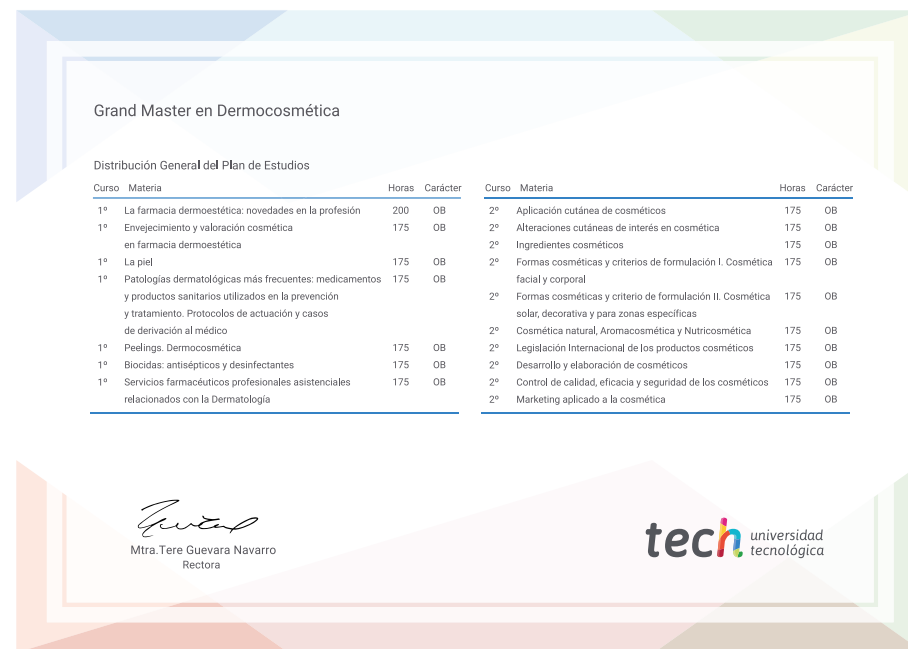 Grand Master en Dermocosmética
Distribución General del Plan de Estudios
Curso Materia Horas Carácter
1º La farmacia dermoestética: novedades en la profesión 200 OB
1º Envejecimiento y valoración cosmética 175 OB
en farmacia dermoestética
1º La piel 175 OB
1º Patologías dermatológicas más frecuentes: medicamentos 175 OB
y productos sanitarios utilizados en la prevención
y tratamiento. Protocolos de actuación y casos
de derivación al médico
1º Peelings. Dermocosmética 175 OB
1º Biocidas: antisépticos y desinfectantes 175 OB
1º Servicios farmacéuticos profesionales asistenciales 175 OB
relacionados con la Dermatología
Curso Materia Horas Carácter
2º Aplicación cutánea de cosméticos 175 OB
2º Alteraciones cutáneas de interés en cosmética 175 OB
2º Ingredientes cosméticos 175 OB
2º Formas cosméticas y criterios de formulación I. Cosmética 175 OB
facial y corporal
2º Formas cosméticas y criterio de formulación II. Cosmética 175 OB
solar, decorativa y para zonas específicas
2º Cosmética natural, Aromacosmética y Nutricosmética 175 OB
2º Legislación Internacional de los productos cosméticos 175 OB
2º Desarrollo y elaboración de cosméticos 175 OB
2º Control de calidad, eficacia y seguridad de los cosméticos 175 OB
2º Marketing aplicado a la cosmética 175 OB
Mtra.Tere Guevara Navarro
Rectora
tech universidad
tecnológica